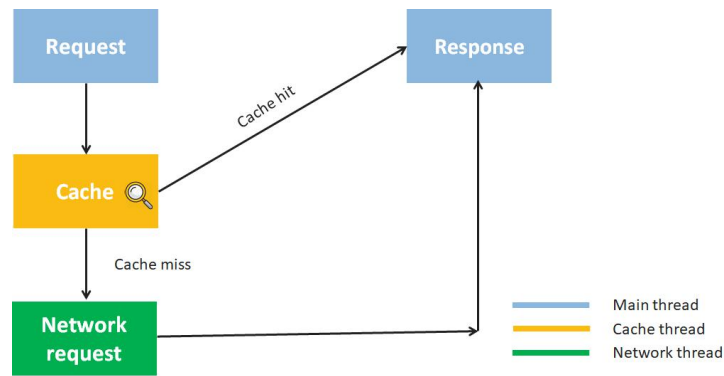 Request
Response
Cache hit
Cache
Cache miss
Network
request
Main thread
Cache thread
Network thread